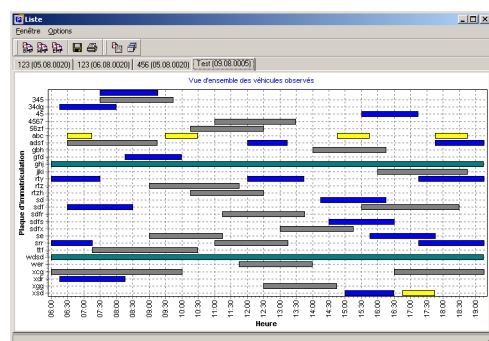 Liste
Fenêtre Options
123 (05.08.0020) 123 (06.08.0020) 456 (05.08.0020) Test (09.08.0005)
Vue d'ensemble des véhicules observés
Plaque d'immatriculation
345
34dg
45
4567
56zt
abc
adsf
gbh
gfd
ghj
jlkj
rty
rtz
rtzh
sd
sdf
sdfr
sdfs
sdfx
se
srr
ttf
wdsd
wer
xcg
xdr
xgg
xsd
06:00 06:30 07:00 07:30 08:00 08:30 09:00 09:30 10:00 10:30 11:00 11:30 12:00 12:30 13:00 13:30 14:00 14:30 15:00 15:30 16:00 16:30 17:00 17:30 18:00 18:30 19:00
Heure